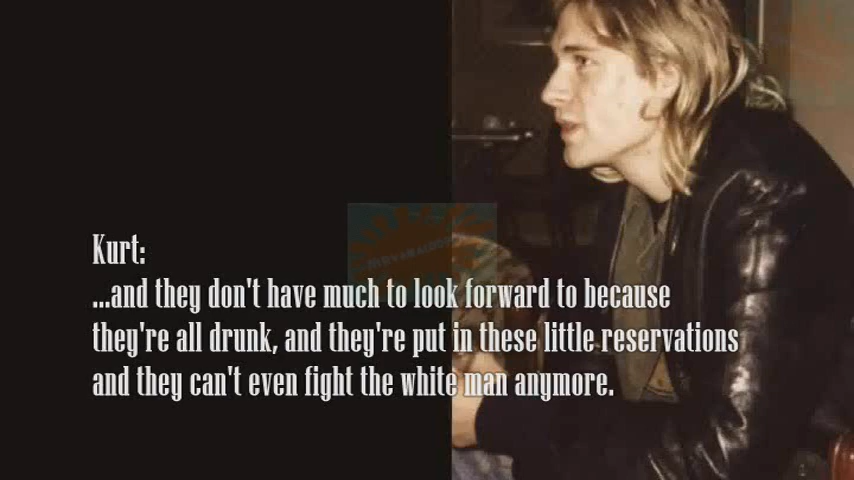 Kurt:
...and they don't have much to look forward to because
they're all drunk, and they're put in these little reservations
and they can't even fight the white man anymore.